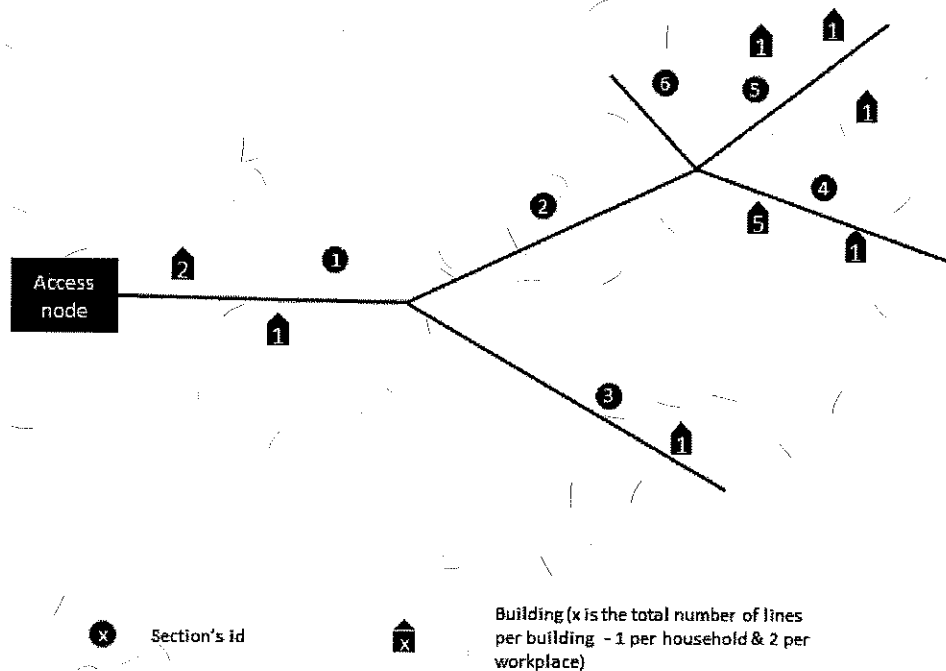 1
1
6
5
1
4
2
5
1
2
1
Access
node
1
3
1
x
Section's id
x
Building (x is the total number of lines
per building - 1 per household & 2 per
workplace)